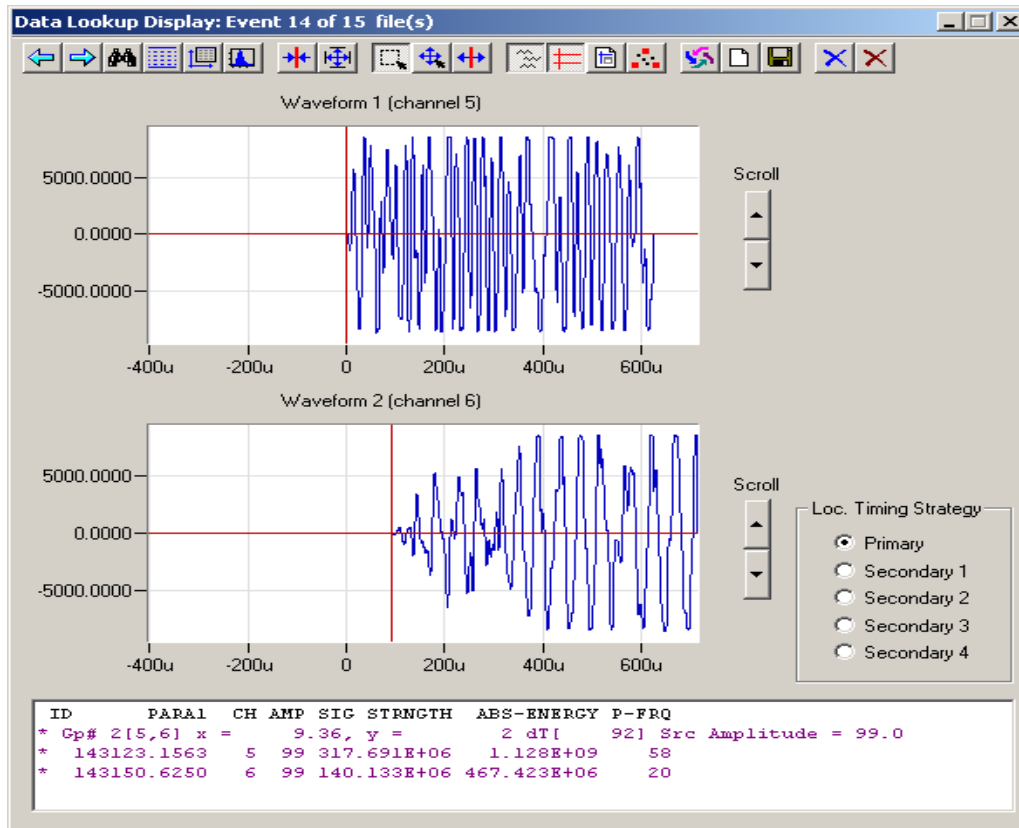 Data Lookup Display: Event 14 of 15 file(s)
Waveform 1 (channel 5)
5000.0000
0.0000
-5000.0000
-400u -200u 0 200u 400u 600u
Scroll
Waveform 2 (channel 6)
5000.0000
0.0000
-5000.0000
-400u -200u 0 200u 400u 600u
Scroll
Loc. Timing Strategy
Primary
Secondary 1
Secondary 2
Secondary 3
Secondary 4
ID PARA1 CH AMP SIG STRNGTH ABS-ENERGY P-FRQ
* Gp# 2[5,6] x = 9.36, y = 2 dT[ 92] Src Amplitude = 99.0
* 143123.1563 5 99 317.691E+06 1.128E+09 58
* 143150.6250 6 99 140.133E+06 467.423E+06 20